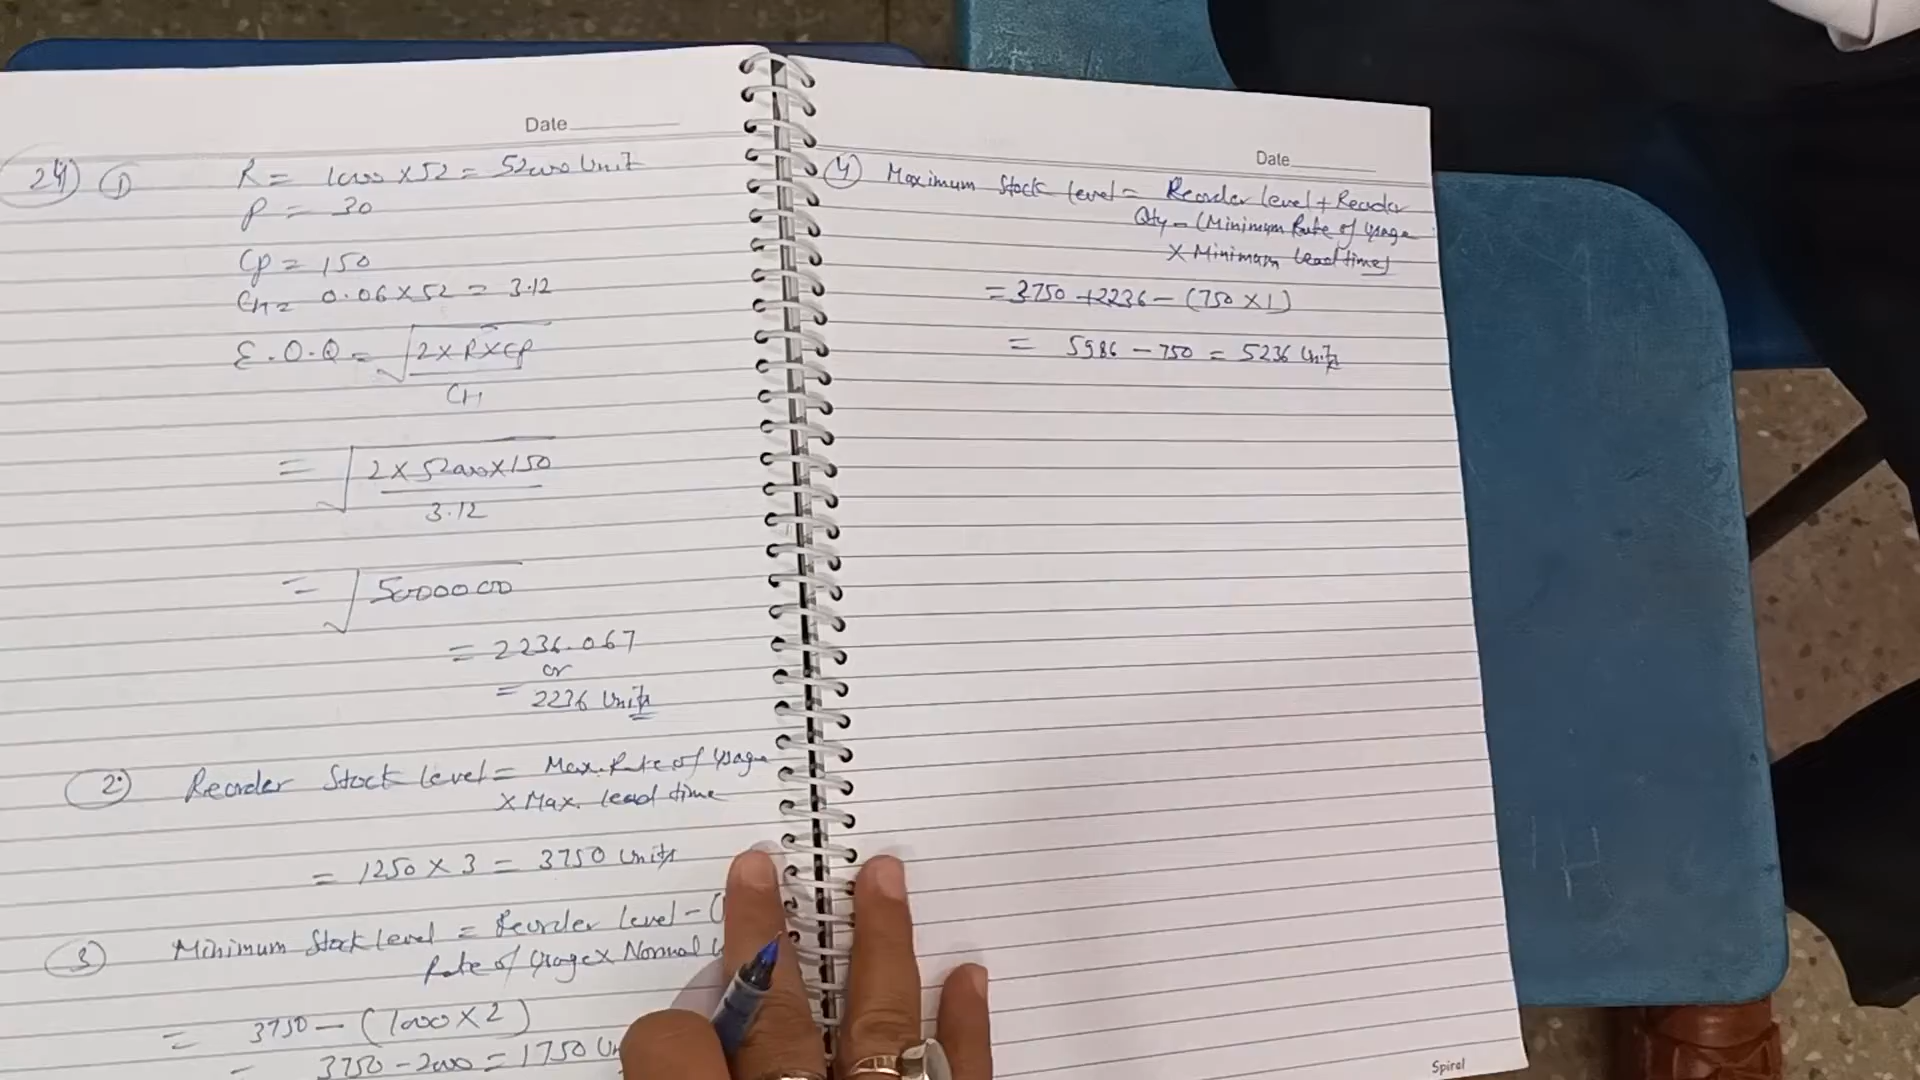 Date
24) 1) R = 1000 × 52 = 52000 Unit
P = 30
Cp = 150
CH = 0.06 × 52 = 3.12
E.O.Q = √2×R×Cp
CH
= √2 × 52000 × 150
3.12
= √5000000
= 2236.067
or
= 2236 Units
2) Reorder Stock Level = Max. Rate of Usage
× Max. lead time
= 1250 × 3 = 3750 Units
3) Minimum Stock Level = Reorder Level - (
Rate of Usage × Normal
= 3750 - (1000 × 2)
= 3750 - 2000 = 1750 Un
Date
4) Maximum Stock Level = Reorder Level + Reorder
Qty - (Minimum Rate of Usage
× Minimum Lead time)
= 3750 + 2236 - (750 × 1)
= 5986 - 750 = 5236 Units
Spiral